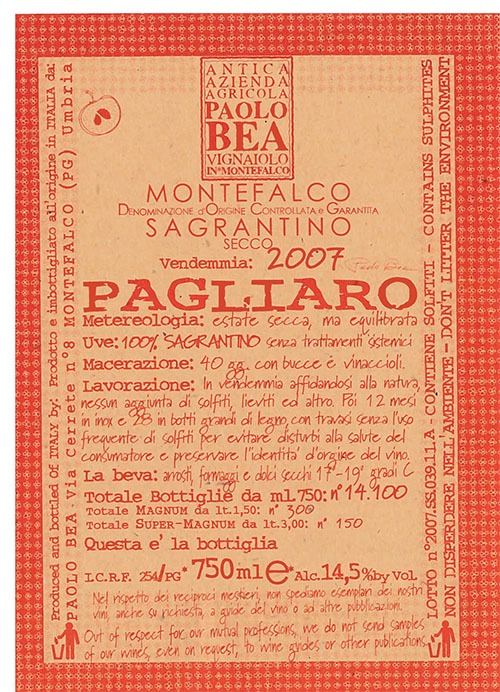 ANTICA
AZIENDA
AGRICOLA
PAOLO
BEA
VIGNAIOLO
IN MONTEFALCO
MONTEFALCO
DENOMINAZIONE D'ORIGINE CONTROLLATA E GARANTITA
SAGRANTINO
SECCO
Vendemmia: 2007
Paolo Bea
PAGLIARO
Metereologia: estate secca, ma equilibrata
Uve: 100% SAGRANTINO senza trattamenti sistemici
Macerazione: 40 gg. con bucce e vinaccioli.
Lavorazione: In vendemmia affidandosi alla natura,
nessun aggiunta di solfiti, lieviti ed altro. Poi 12 mesi
in inox e 28 in botti grandi di legno, con travasi senza l'uso
frequente di solfiti per evitare disturbi alla salute del
consumatore e preservare l'identita' d'origine del vino.
La beva: arrosti, formaggi e dolci secchi 17°-19° gradi C
Totale Bottiglie da ml 750: n° 14.100
Totale MAGNUM da lt.1,50: n° 300
Totale SUPER-MAGNUM da lt.3,00: n° 150
Questa e' la bottiglia
I.C.R.F. 254/PG * 750ml e * Alc. 14,5% by Vol
Nel rispetto dei reciproci mestieri, non spediamo esemplari dei nostri
vini, anche su richiesta, a guide del vino o ad altre pubblicazioni.
Out of respect for our mutual professions, we do not send samples
of our wines, even on request, to wine guides or other publications.
Produced and bottled Of ITALY by: Prodotto e imbottigliato all'origine in ITALIA da:
PAOLO BEA - Via Cerrete n°8 MONTEFALCO (PG) Umbria
LOTTO n°2007.SS.039.11.A - CONTIENE SOLFITI - CONTAINS SULPHITES
NON DISPERDERE NELL'AMBIENTE - DON'T LITTER THE ENVIRONMENT